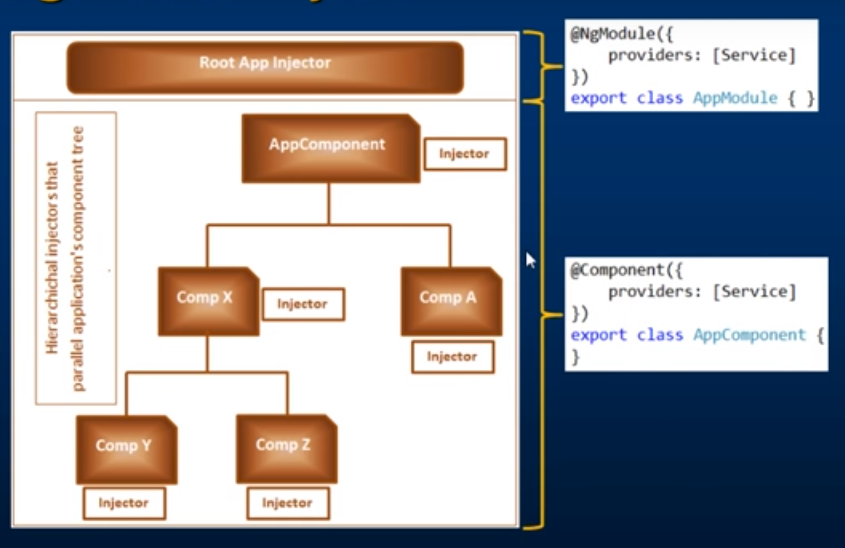 Root App Injector
Hierarchichal injectors that
parallel application's component tree
AppComponent
Injector
Comp X
Injector
Comp A
Injector
Comp Y
Injector
Comp Z
Injector
@NgModule({
    providers: [Service]
})
export class AppModule { }
@Component({
    providers: [Service]
})
export class AppComponent {
}